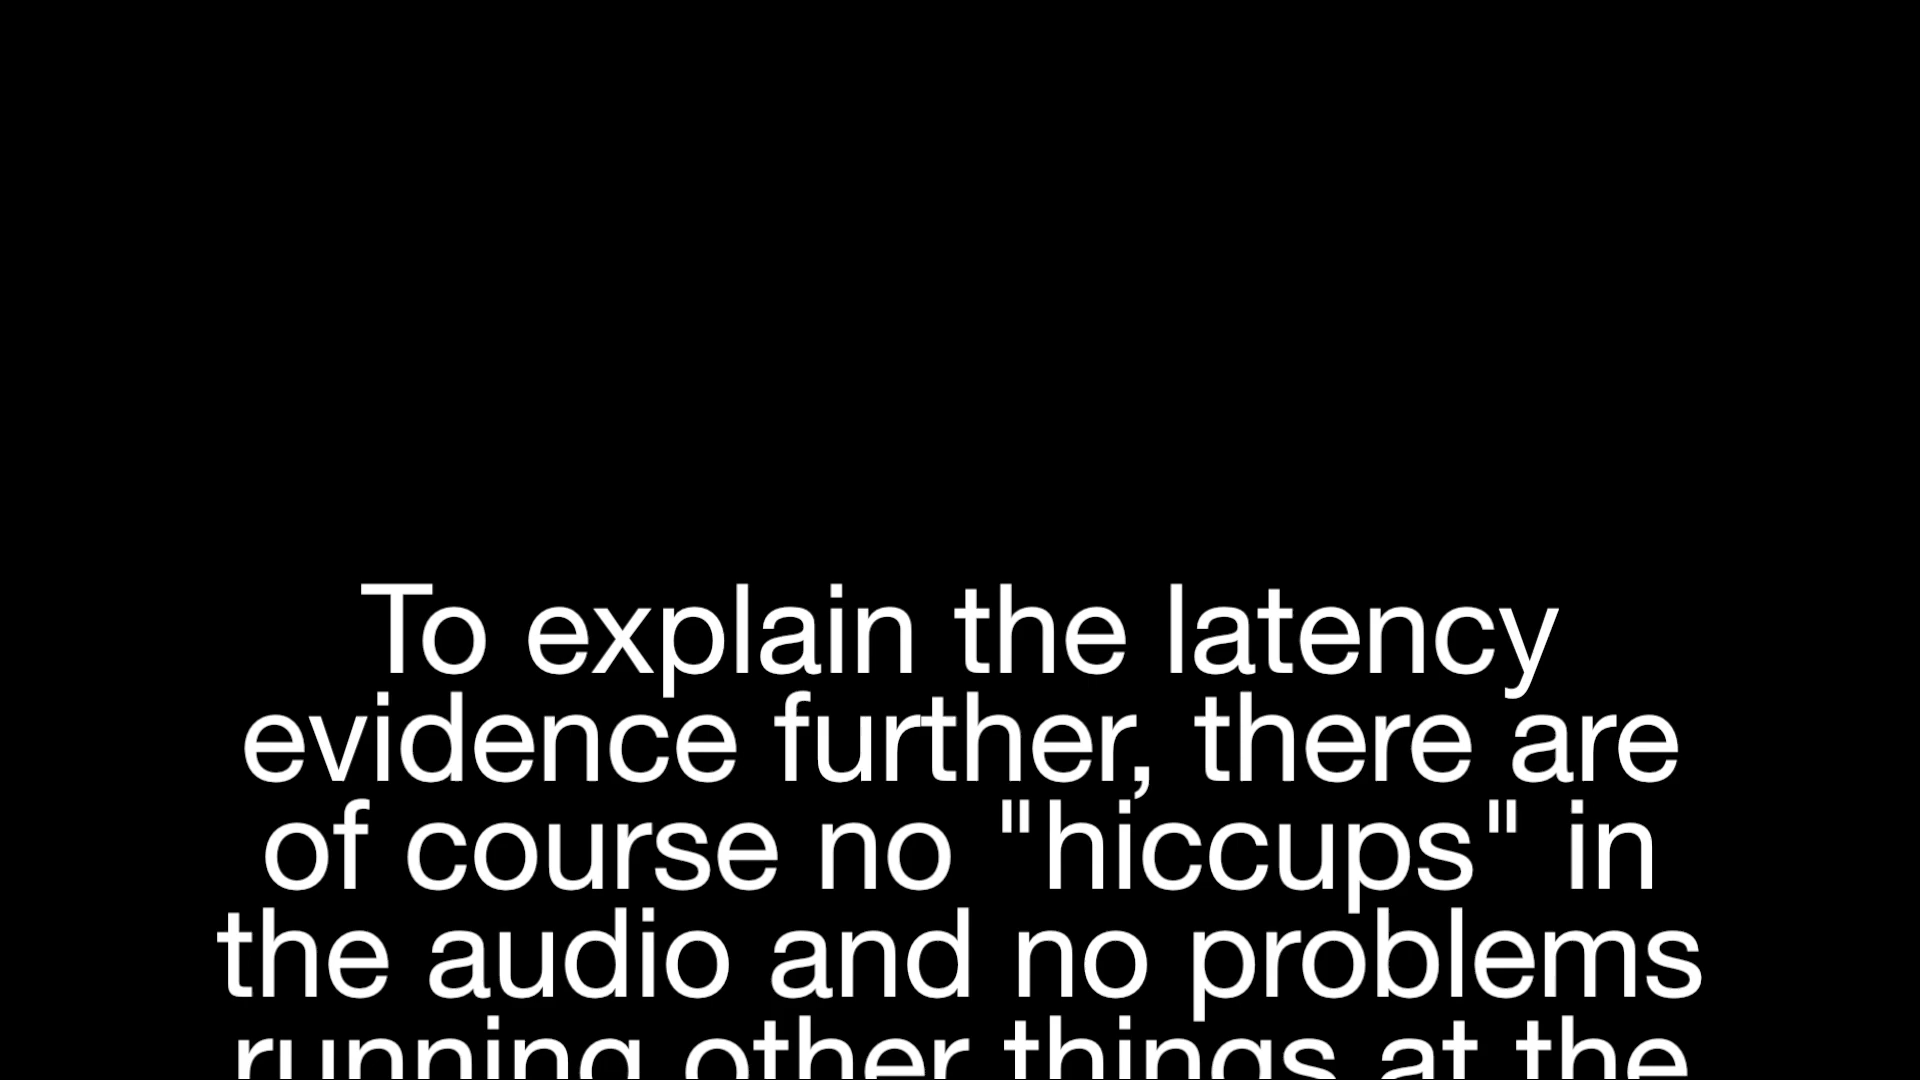 To explain the latency
evidence further, there are
of course no "hiccups" in
the audio and no problems
running other things at the